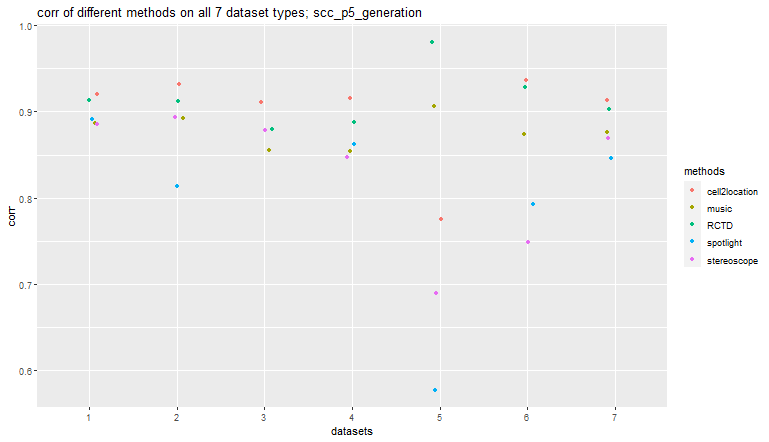 corr of different methods on all 7 dataset types; scc_p5_generation
1.0
0.9
0.8
0.7
0.6
corr
1 2 3 4 5 6 7
datasets
methods
cell2location
music
RCTD
spotlight
stereoscope